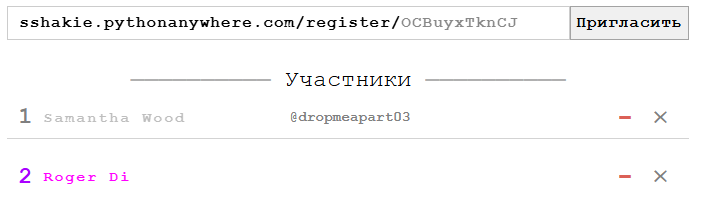 sshakie.pythonanywhere.com/register/OCBuyxTknCJ Пригласить
Участники
1 Samantha Wood @dropmeapart03 − ×
2 Roger Di − ×